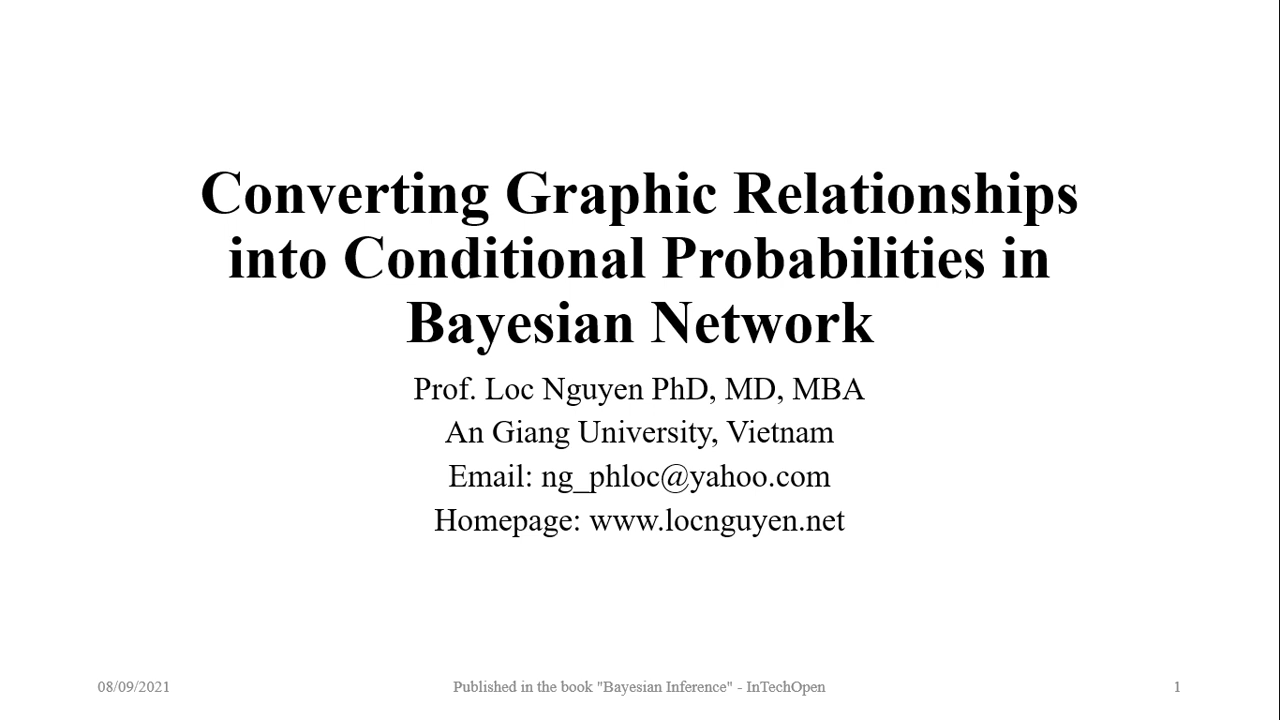 Converting Graphic Relationships
into Conditional Probabilities in
Bayesian Network
Prof. Loc Nguyen PhD, MD, MBA
An Giang University, Vietnam
Email: ng_phloc@yahoo.com
Homepage: www.locnguyen.net
08/09/2021
Published in the book "Bayesian Inference" - InTechOpen
1